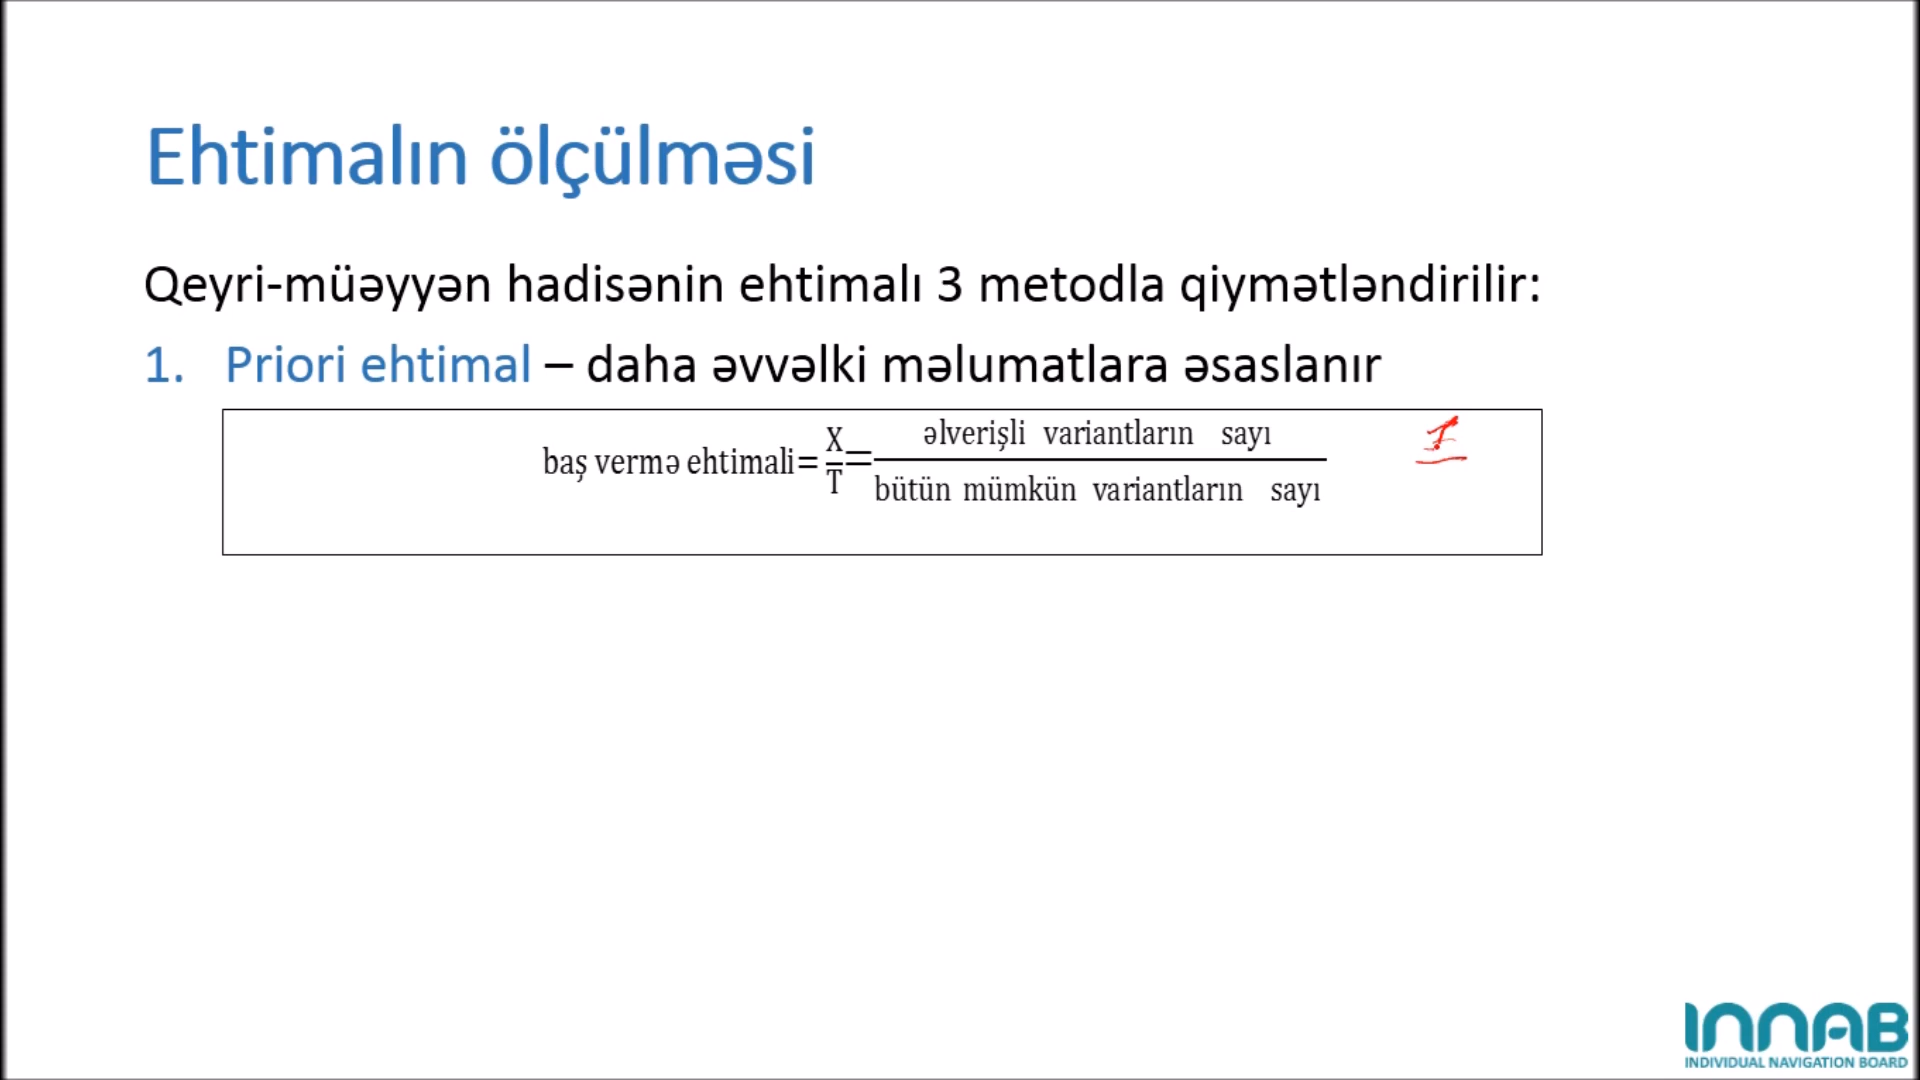 Ehtimalın ölçülməsi
Qeyri-müəyyən hadisənin ehtimalı 3 metodla qiymətləndirilir:
1. Priori ehtimal – daha əvvəlki məlumatlara əsaslanır
baş vermə ehtimali= X/T = əlverişli variantların sayı
bütün mümkün variantların sayı
INNAB
INDIVIDUAL NAVIGATION BOARD